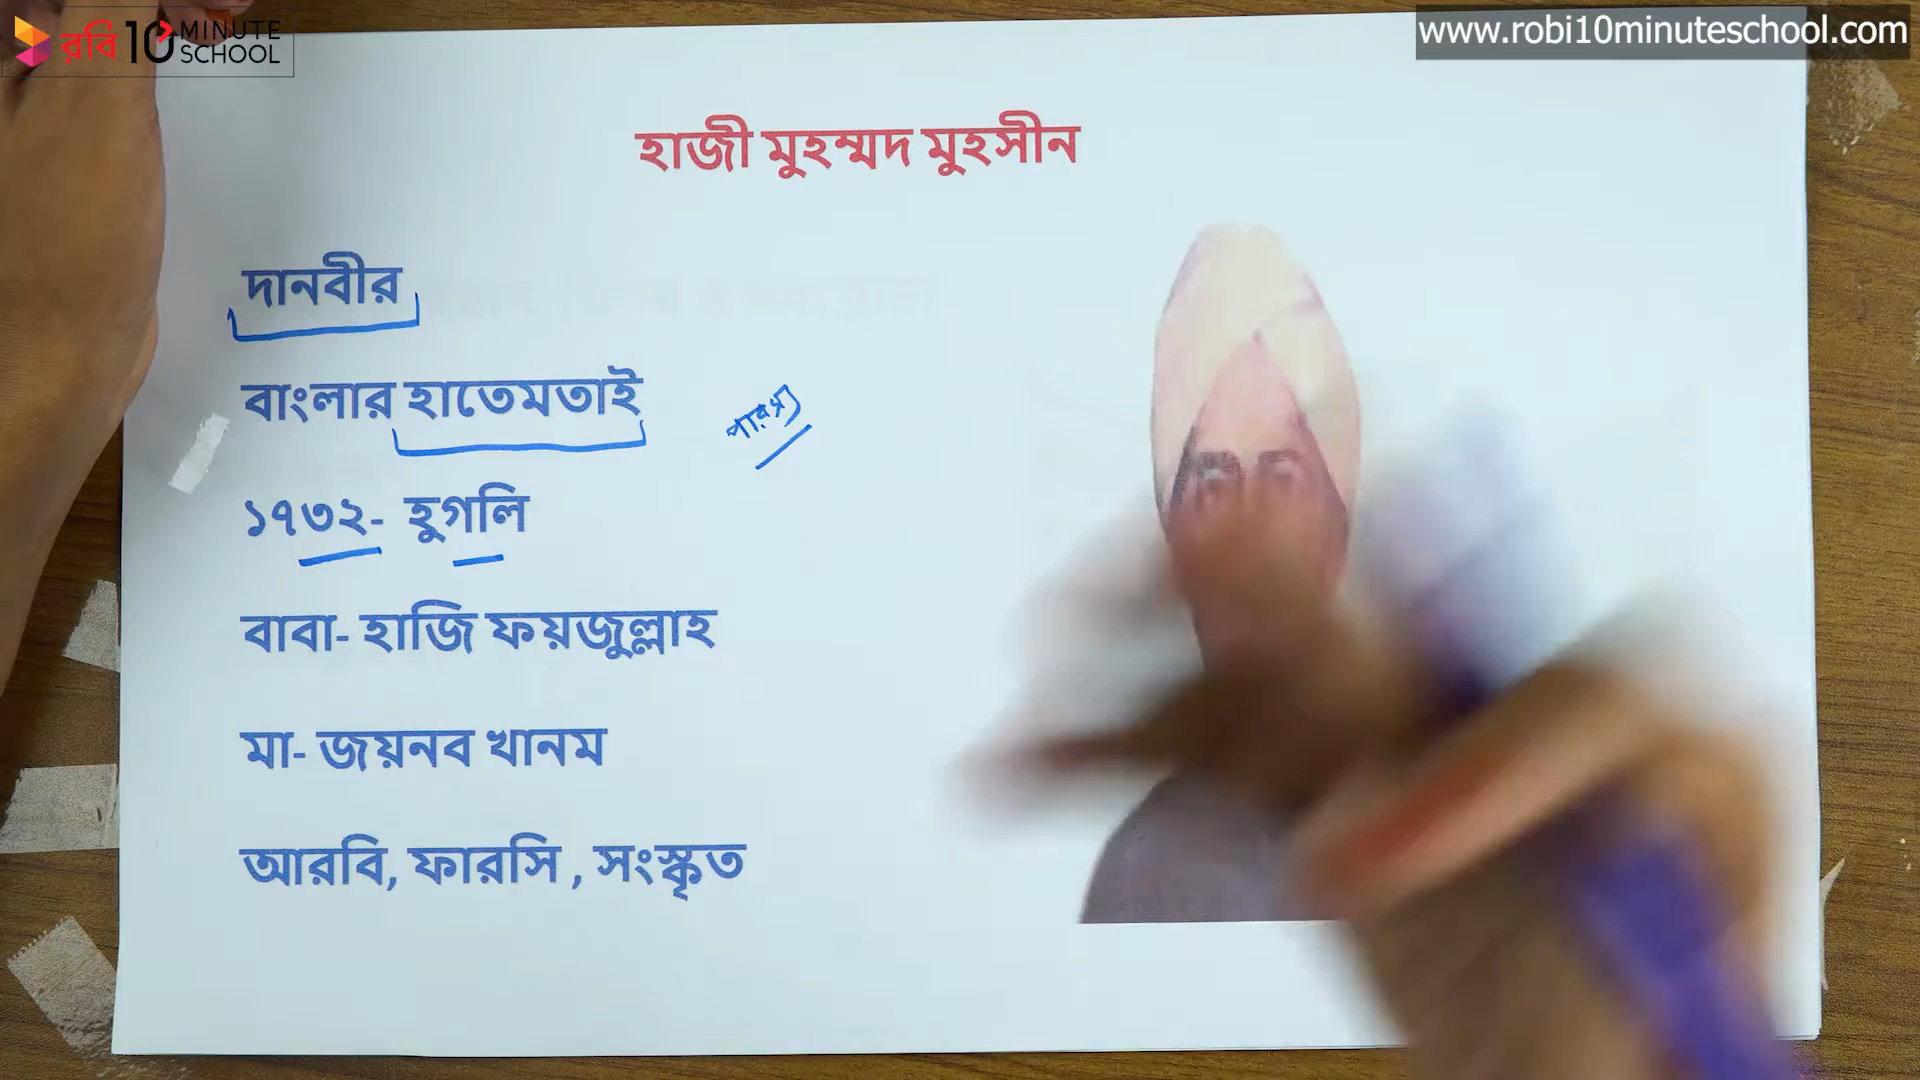 রবি 10 MINUTE SCHOOL
www.robi10minuteschool.com
হাজী মুহম্মদ মুহসীন
দানবীর
বাংলার হাতেমতাই
পারস্য
১৭৩২- হুগলি
বাবা- হাজি ফয়জুল্লাহ
মা- জয়নব খানম
আরবি, ফারসি , সংস্কৃত